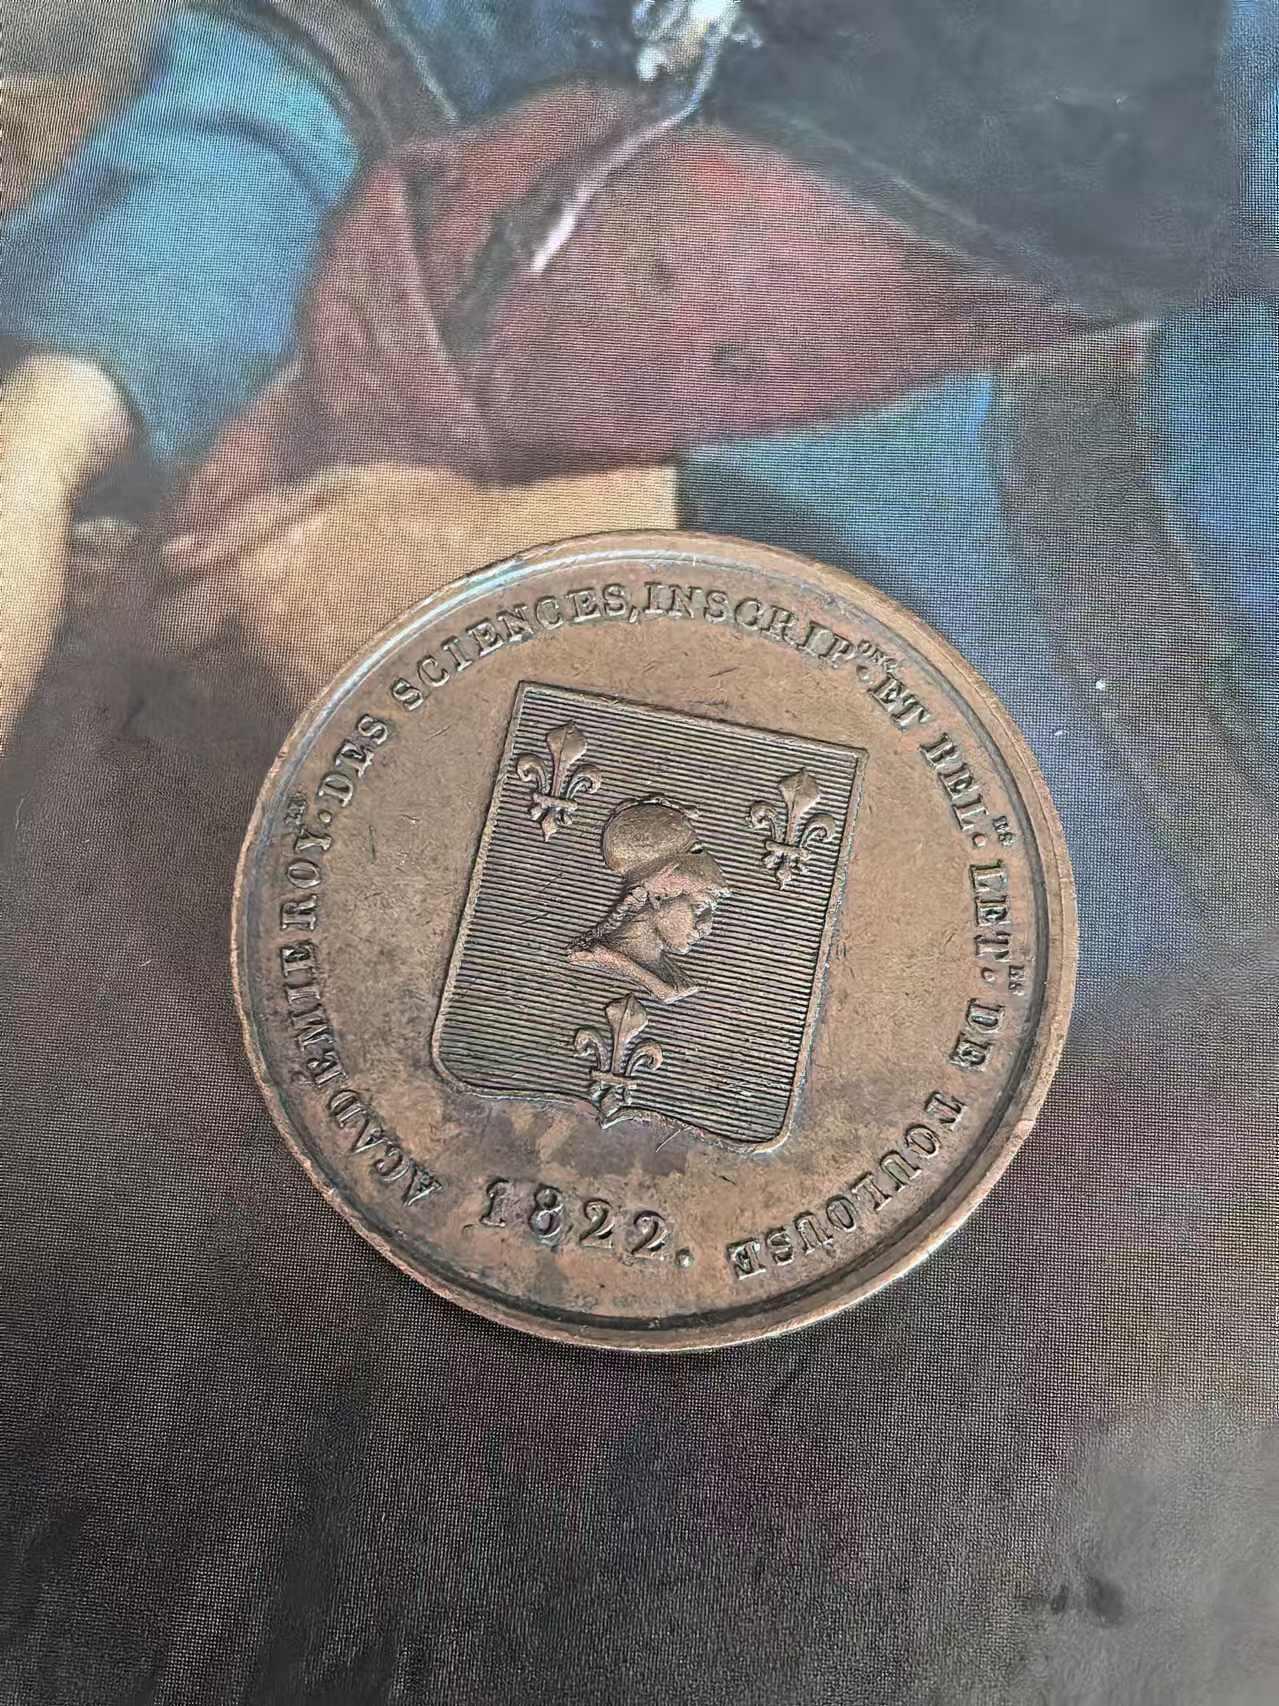 ACADEMIE ROY.LE DES SCIENCES, INSCRIP.ONS ET BEL.ES LET.ES DE TOULOUSE
1822.